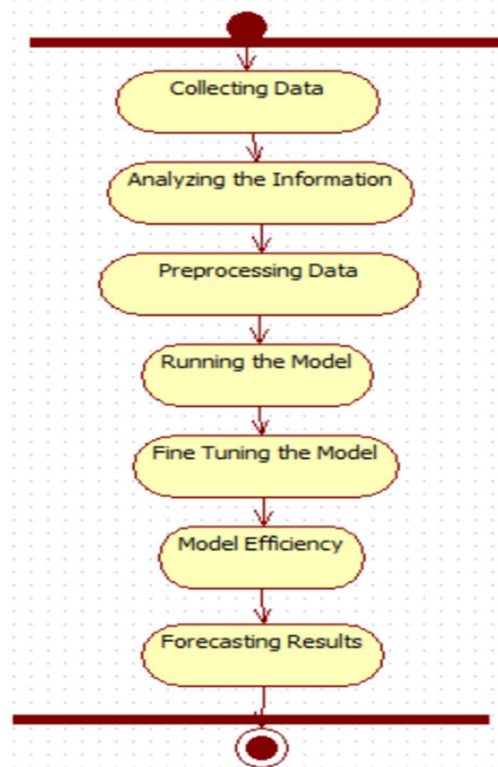 Collecting Data
Analyzing the Information
Preprocessing Data
Running the Model
Fine Tuning the Model
Model Efficiency
Forecasting Results